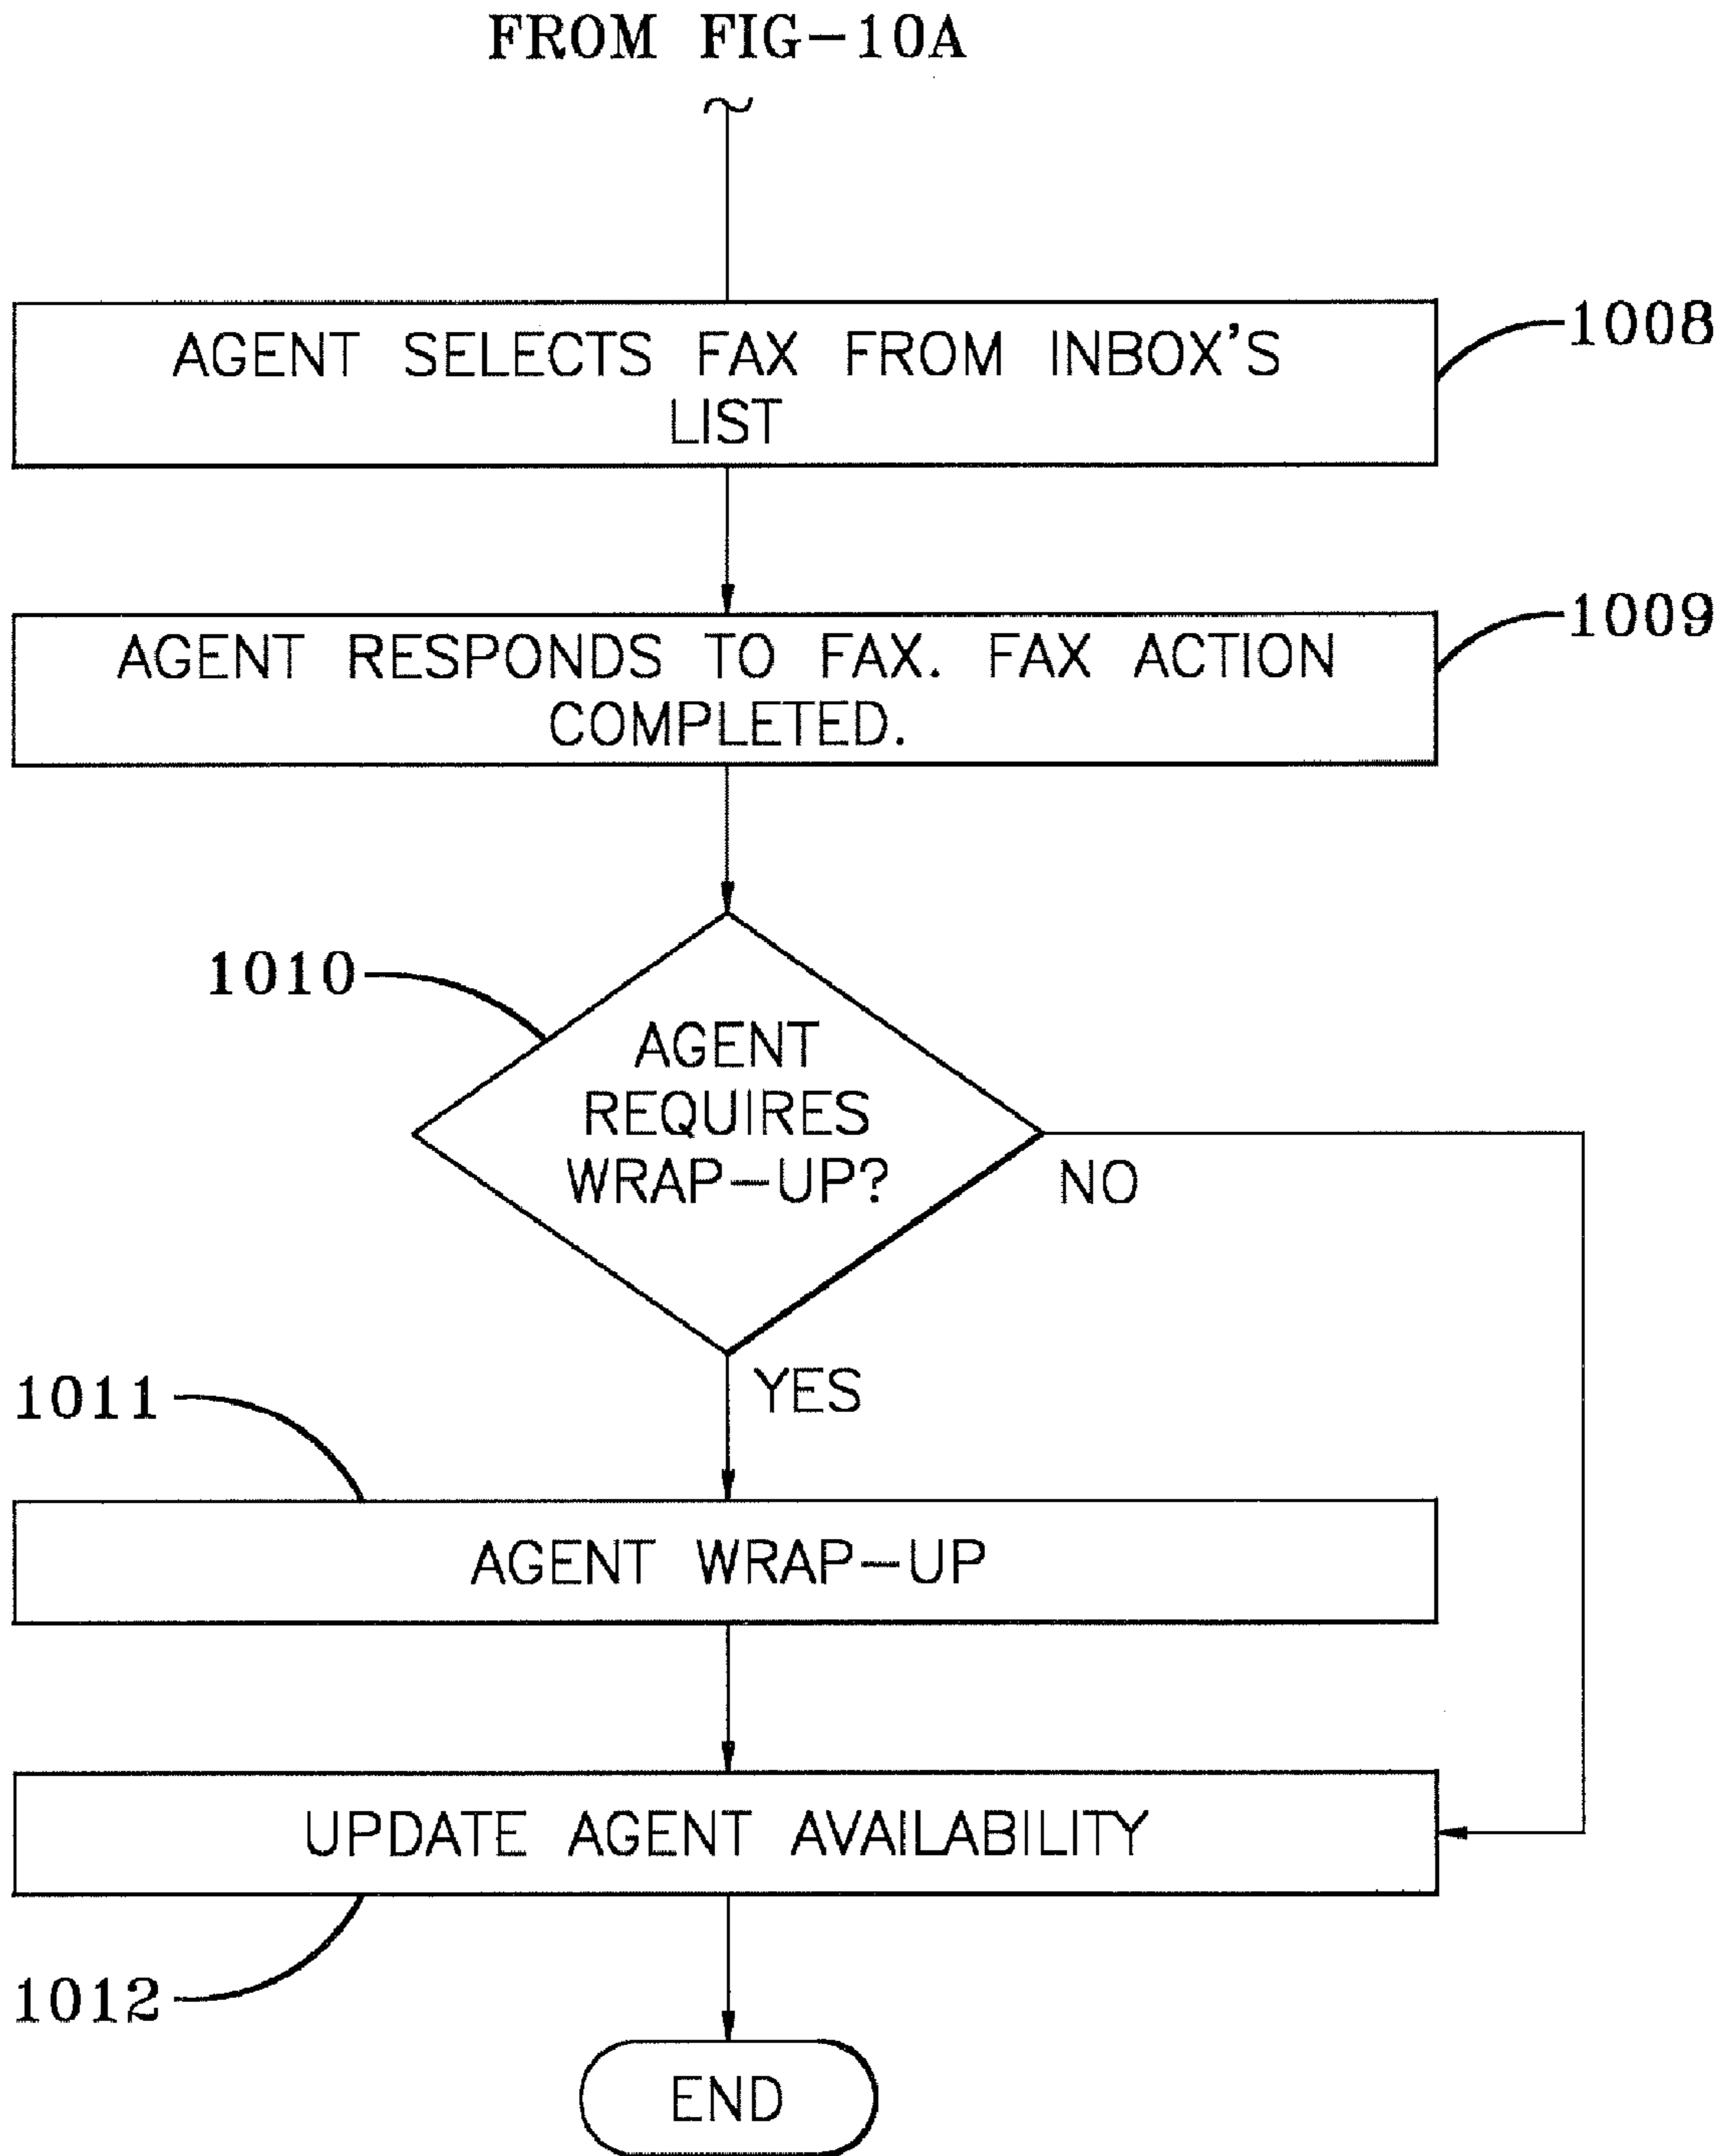 FROM FIG-10A
AGENT SELECTS FAX FROM INBOX'S
LIST
1008
AGENT RESPONDS TO FAX. FAX ACTION
COMPLETED.
1009
1010
AGENT
REQUIRES
WRAP-UP?
NO
YES
1011
AGENT WRAP-UP
UPDATE AGENT AVAILABILITY
1012
END